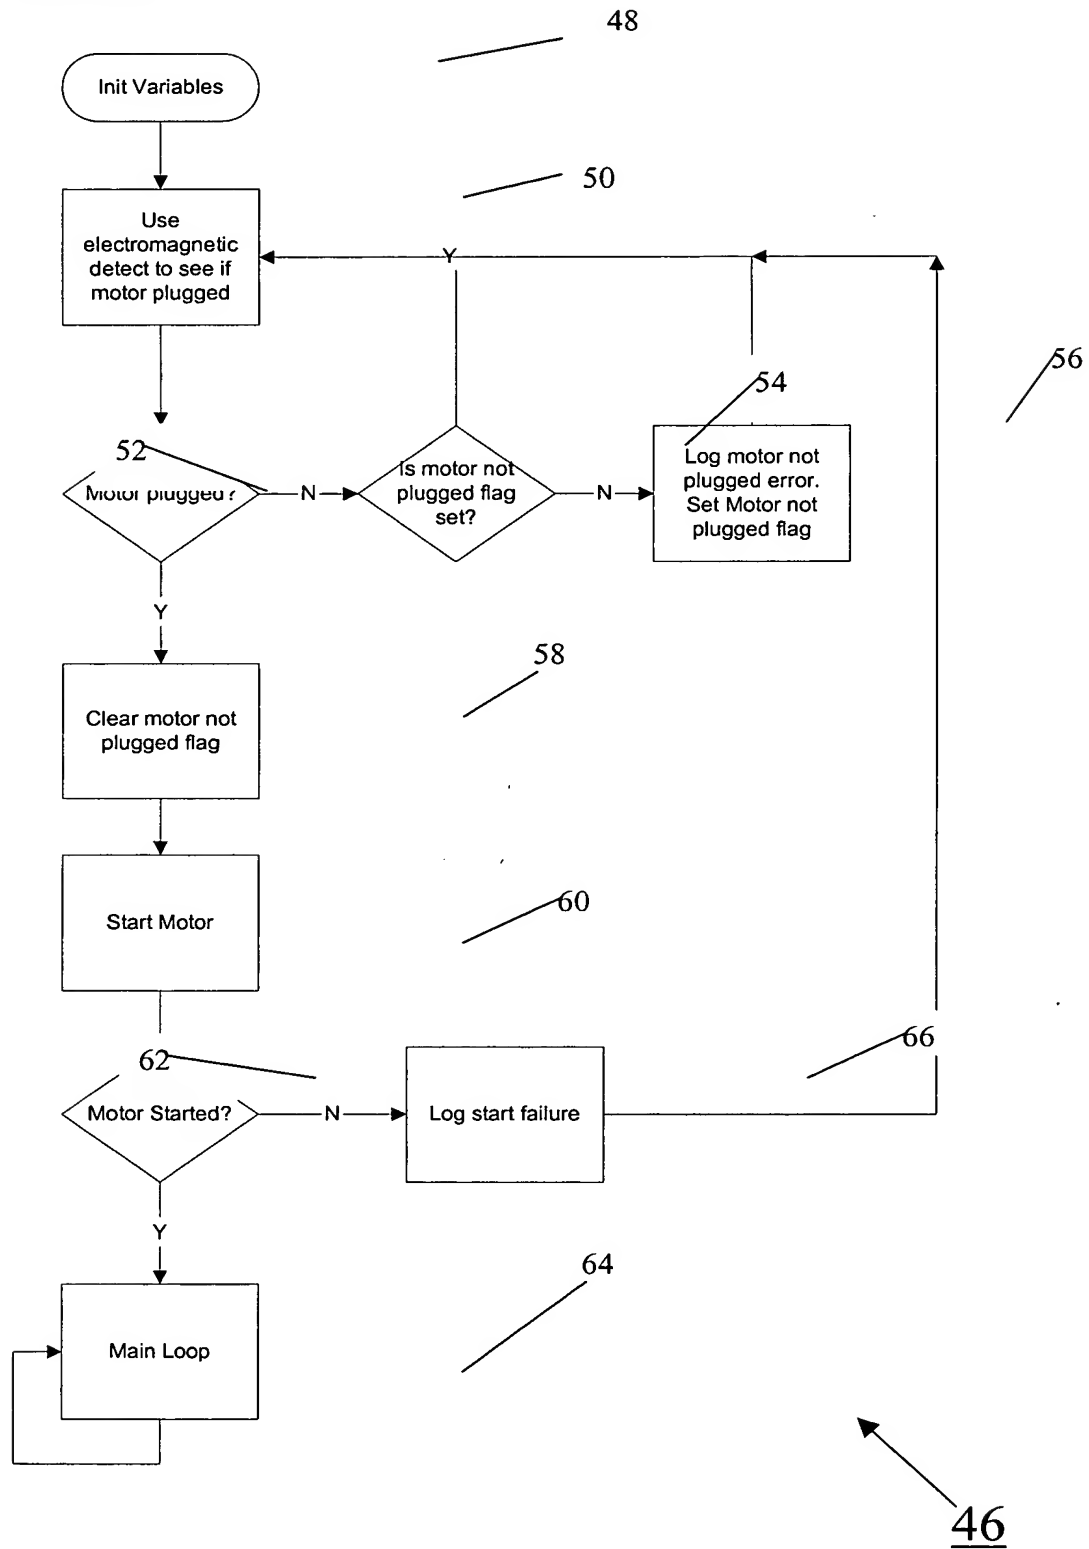 48
Init Variables
50
Use
electromagnetic
detect to see if
motor plugged
Y
56
54
52
Motor plugged?
N
Is motor not
plugged flag
set?
N
Log motor not
plugged error.
Set Motor not
plugged flag
Y
58
Clear motor not
plugged flag
60
Start Motor
66
62
Motor Started?
N
Log start failure
Y
64
Main Loop
46